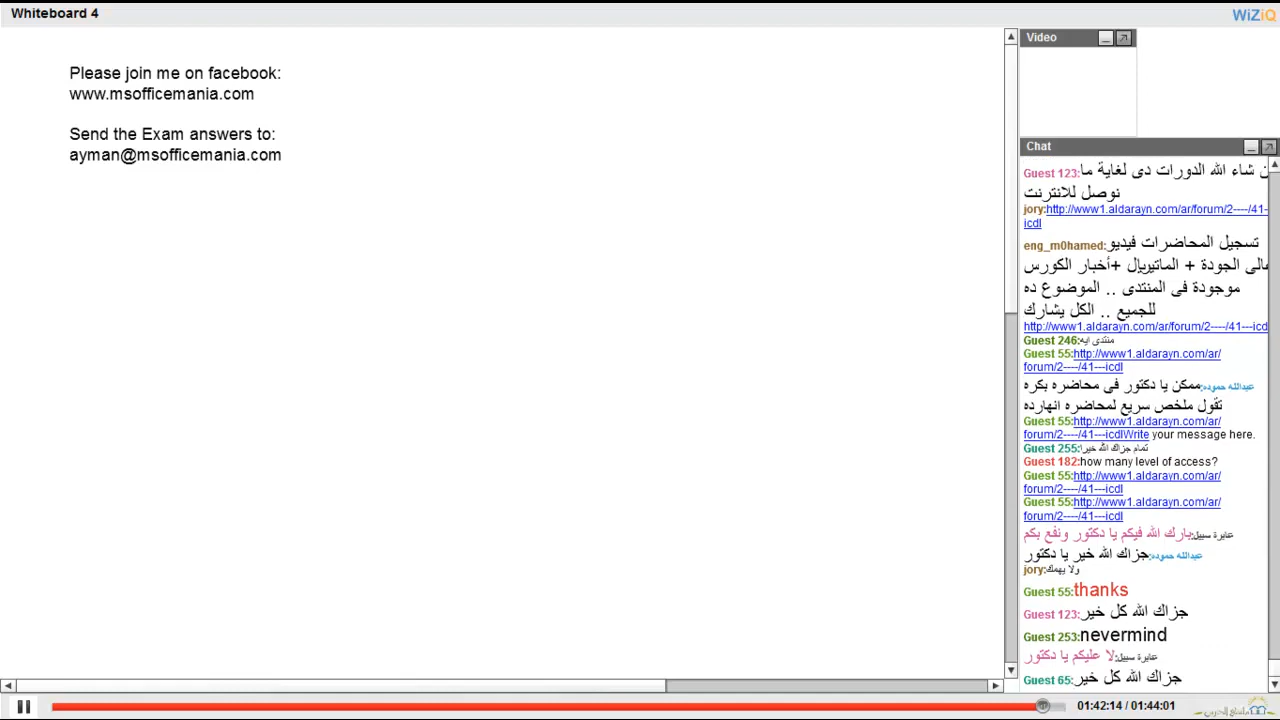 Whiteboard 4
WiZiQ
Please join me on facebook:
www.msofficemania.com
Send the Exam answers to:
ayman@msofficemania.com
Video
Chat
Guest 123: ن شاء الله الدورات دى لغاية ما
نوصل للانترنت
jory:http://www1.aldarayn.com/ar/forum/2----/41-
icdl
eng_m0hamed: تسجيل المحاضرات فيديو
عالى الجودة + الماتيريال +أخبار الكورس
موجودة فى المنتدى .. الموضوع ده
للجميع .. الكل يشارك
http://www1.aldarayn.com/ar/forum/2----/41---icd
Guest 246: منتدى ايه
Guest 55:http://www1.aldarayn.com/ar/
forum/2----/41---icdl
عبدالله حموده: ممكن يا دكتور فى محاضره بكره
تقول ملخص سريع لمحاضره انهارده
Guest 55:http://www1.aldarayn.com/ar/
forum/2----/41---icdlWrite your message here.
Guest 255: تمام جزاك الله خيرا
Guest 182:how many level of access?
Guest 55:http://www1.aldarayn.com/ar/
forum/2----/41---icdl
Guest 55:http://www1.aldarayn.com/ar/
forum/2----/41---icdl
عابرة سبيل: بارك الله فيكم يا دكتور ونفع بكم
عبدالله حموده: جزاك الله خير يا دكتور
jory: ولا يهمك
Guest 55:thanks
Guest 123: جزاك الله كل خير
Guest 253:nevermind
عابرة سبيل: لا عليكم يا دكتور
Guest 65: جزاك الله كل خير
01:42:14 / 01:44:01